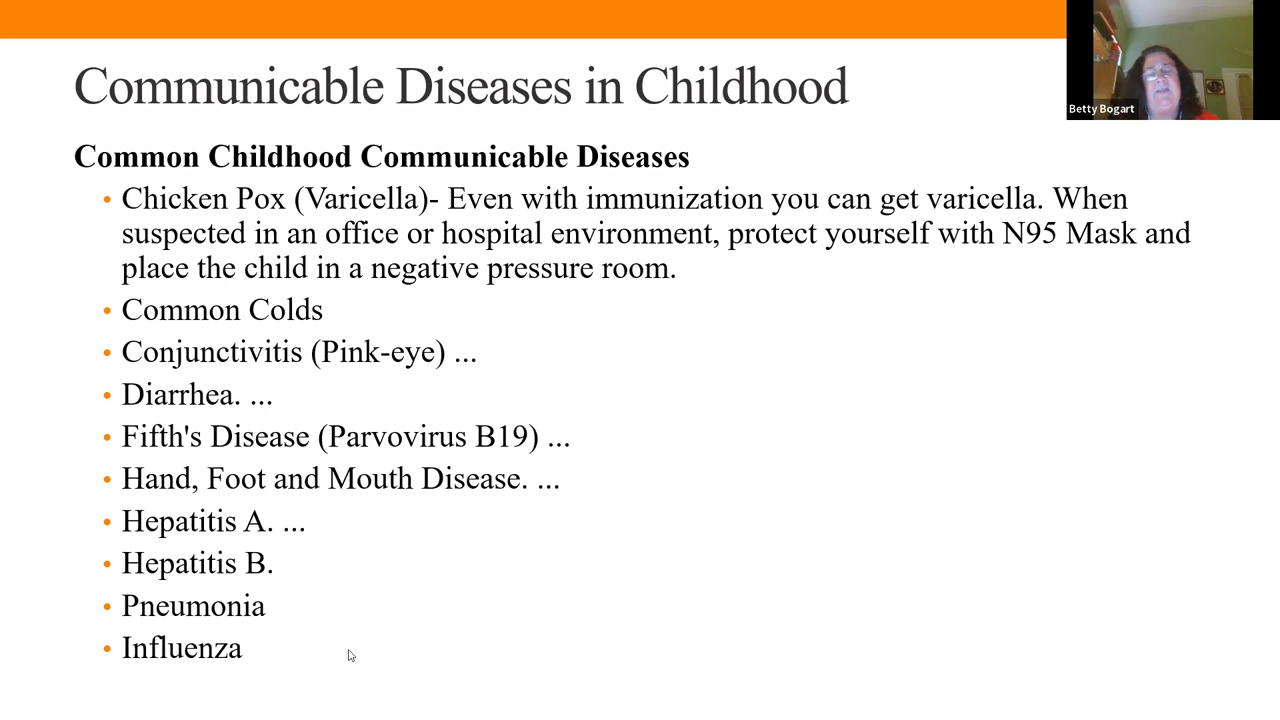 Communicable Diseases in Childhood
Betty Bogart
Common Childhood Communicable Diseases
• Chicken Pox (Varicella)- Even with immunization you can get varicella. When
suspected in an office or hospital environment, protect yourself with N95 Mask and
place the child in a negative pressure room.
• Common Colds
• Conjunctivitis (Pink-eye) ...
• Diarrhea. ...
• Fifth's Disease (Parvovirus B19) ...
• Hand, Foot and Mouth Disease. ...
• Hepatitis A. ...
• Hepatitis B.
• Pneumonia
• Influenza